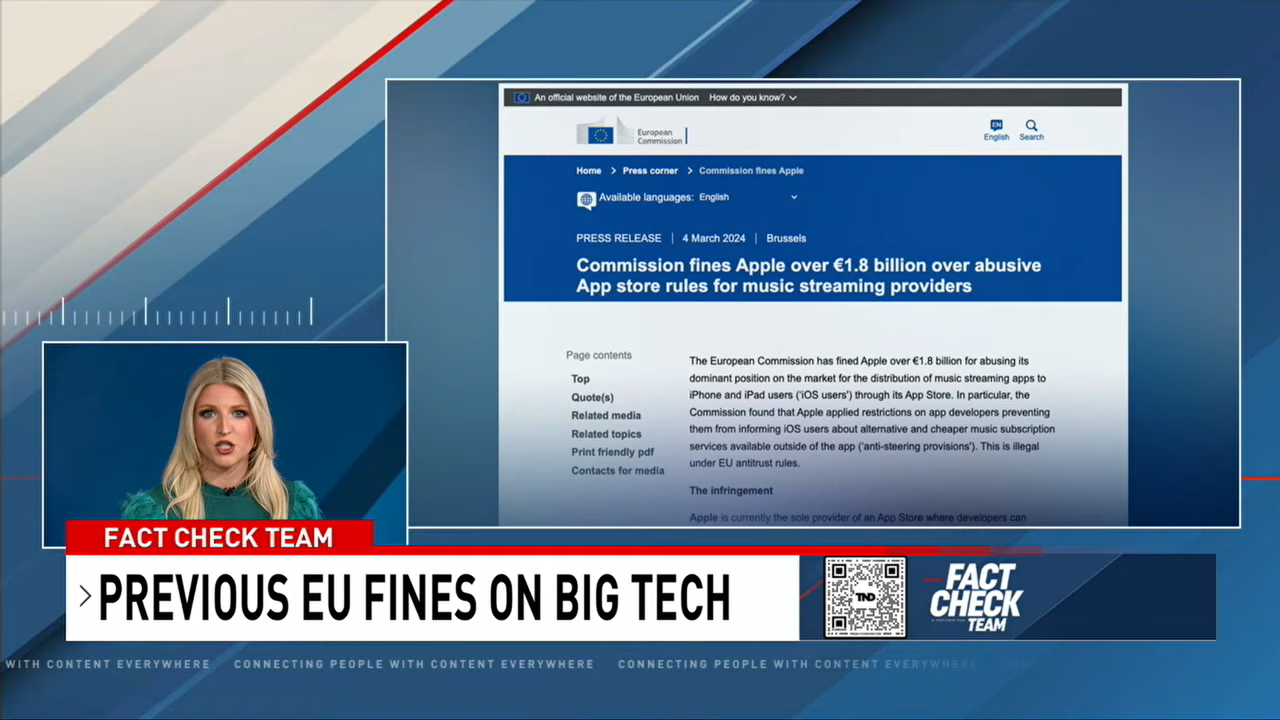 An official website of the European Union How do you know?
European
Commission
EN
English
Search
Home > Press corner > Commission fines Apple
Available languages: English
PRESS RELEASE | 4 March 2024 | Brussels
Commission fines Apple over €1.8 billion over abusive
App store rules for music streaming providers
Page contents
Top
Quote(s)
Related media
Related topics
Print friendly pdf
Contacts for media
The European Commission has fined Apple over €1.8 billion for abusing its
dominant position on the market for the distribution of music streaming apps to
iPhone and iPad users (‘iOS users’) through its App Store. In particular, the
Commission found that Apple applied restrictions on app developers preventing
them from informing iOS users about alternative and cheaper music subscription
services available outside of the app (‘anti-steering provisions’). This is illegal
under EU antitrust rules.
The infringement
Apple is currently the sole provider of an App Store where developers can
FACT CHECK TEAM
PREVIOUS EU FINES ON BIG TECH
TND
FACT
CHECK
TEAM
WITH CONTENT EVERYWHERE CONNECTING PEOPLE WITH CONTENT EVERYWHERE CONNECTING PEOPLE WITH CONTENT EVERYWHERE